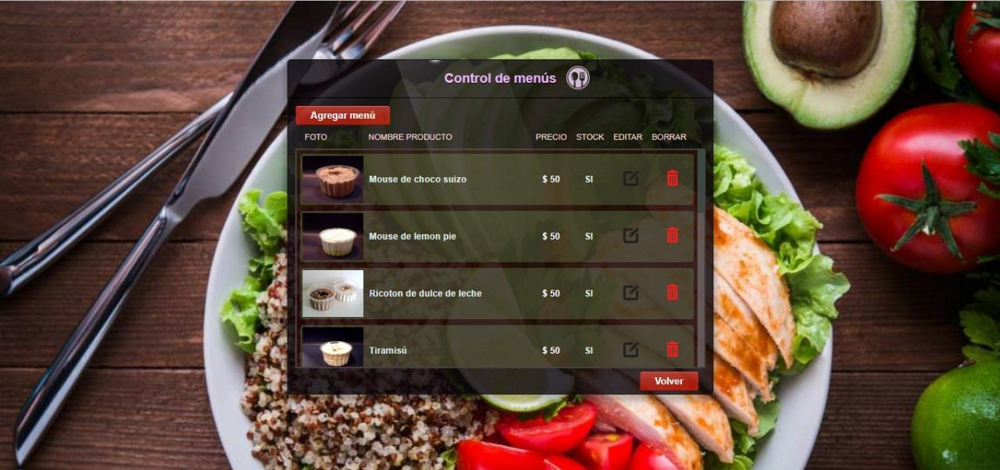 Control de menús
Agregar menú
FOTO NOMBRE PRODUCTO PRECIO STOCK EDITAR BORRAR
Mouse de choco suizo $ 50 SI
Mouse de lemon pie $ 50 SI
Ricoton de dulce de leche $ 50 SI
Tiramisú $ 50 SI
Volver